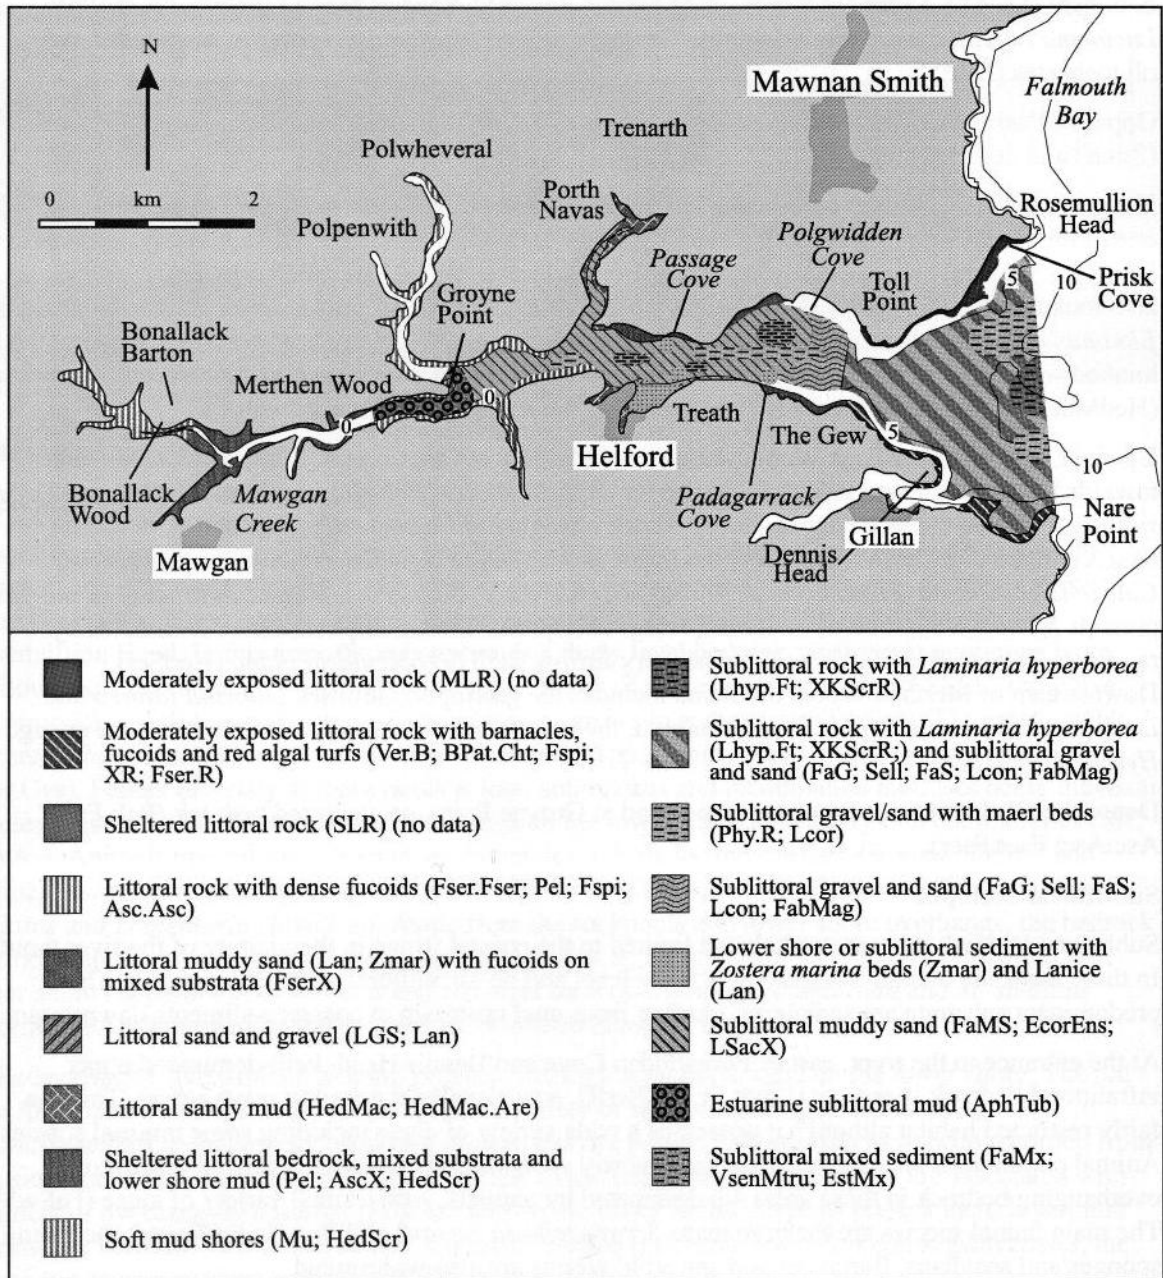 N
0 km 2
Mawnan Smith
Falmouth
Bay
Trenarth
Polwheveral
Porth
Navas
Rosemullion
Head
Polpenwith
Passage
Cove
Polgwidden
Cove
Toll
Point
5
10
Prisk
Cove
Groyne
Point
Bonallack
Barton
Merthen Wood
0
0
Treath
The Gew
5
Helford
10
Bonallack
Wood
Mawgan
Creek
Padagarrack
Cove
Nare
Point
Mawgan
Gillan
Dennis
Head
Moderately exposed littoral rock (MLR) (no data)
Moderately exposed littoral rock with barnacles,
fucoids and red algal turfs (Ver.B; BPat.Cht; Fspi;
XR; Fser.R)
Sheltered littoral rock (SLR) (no data)
Littoral rock with dense fucoids (Fser.Fser; Pel; Fspi;
Asc.Asc)
Littoral muddy sand (Lan; Zmar) with fucoids on
mixed substrata (FserX)
Littoral sand and gravel (LGS; Lan)
Littoral sandy mud (HedMac; HedMac.Are)
Sheltered littral bedrock, mixed substrata and
lower shore mud (Pel; AscX; HedScr)
Soft mud shores (Mu; HedScr)
Sublittoral rock with Laminaria hyperborea
(Lhyp.Ft; XKScrR)
Sublittoral rock with Laminaria hyperborea
(Lhyp.Ft; XKScrR;) and sublittoral gravel
and sand (FaG; Sell; FaS; Lcon; FabMag)
Sublittoral gravel/sand with maerl beds
(Phy.R; Lcor)
Sublittoral gravel and sand (FaG; Sell; FaS;
Lcon; FabMag)
Lower shore or sublittoral sediment with
Zostera marina beds (Zmar) and Lanice
(Lan)
Sublittoral muddy sand (FaMS; EcorEns;
LSacX)
Estuarine sublittoral mud (AphTub)
Sublittoral mixed sediment (FaMx;
VsenMtru; EstMx)